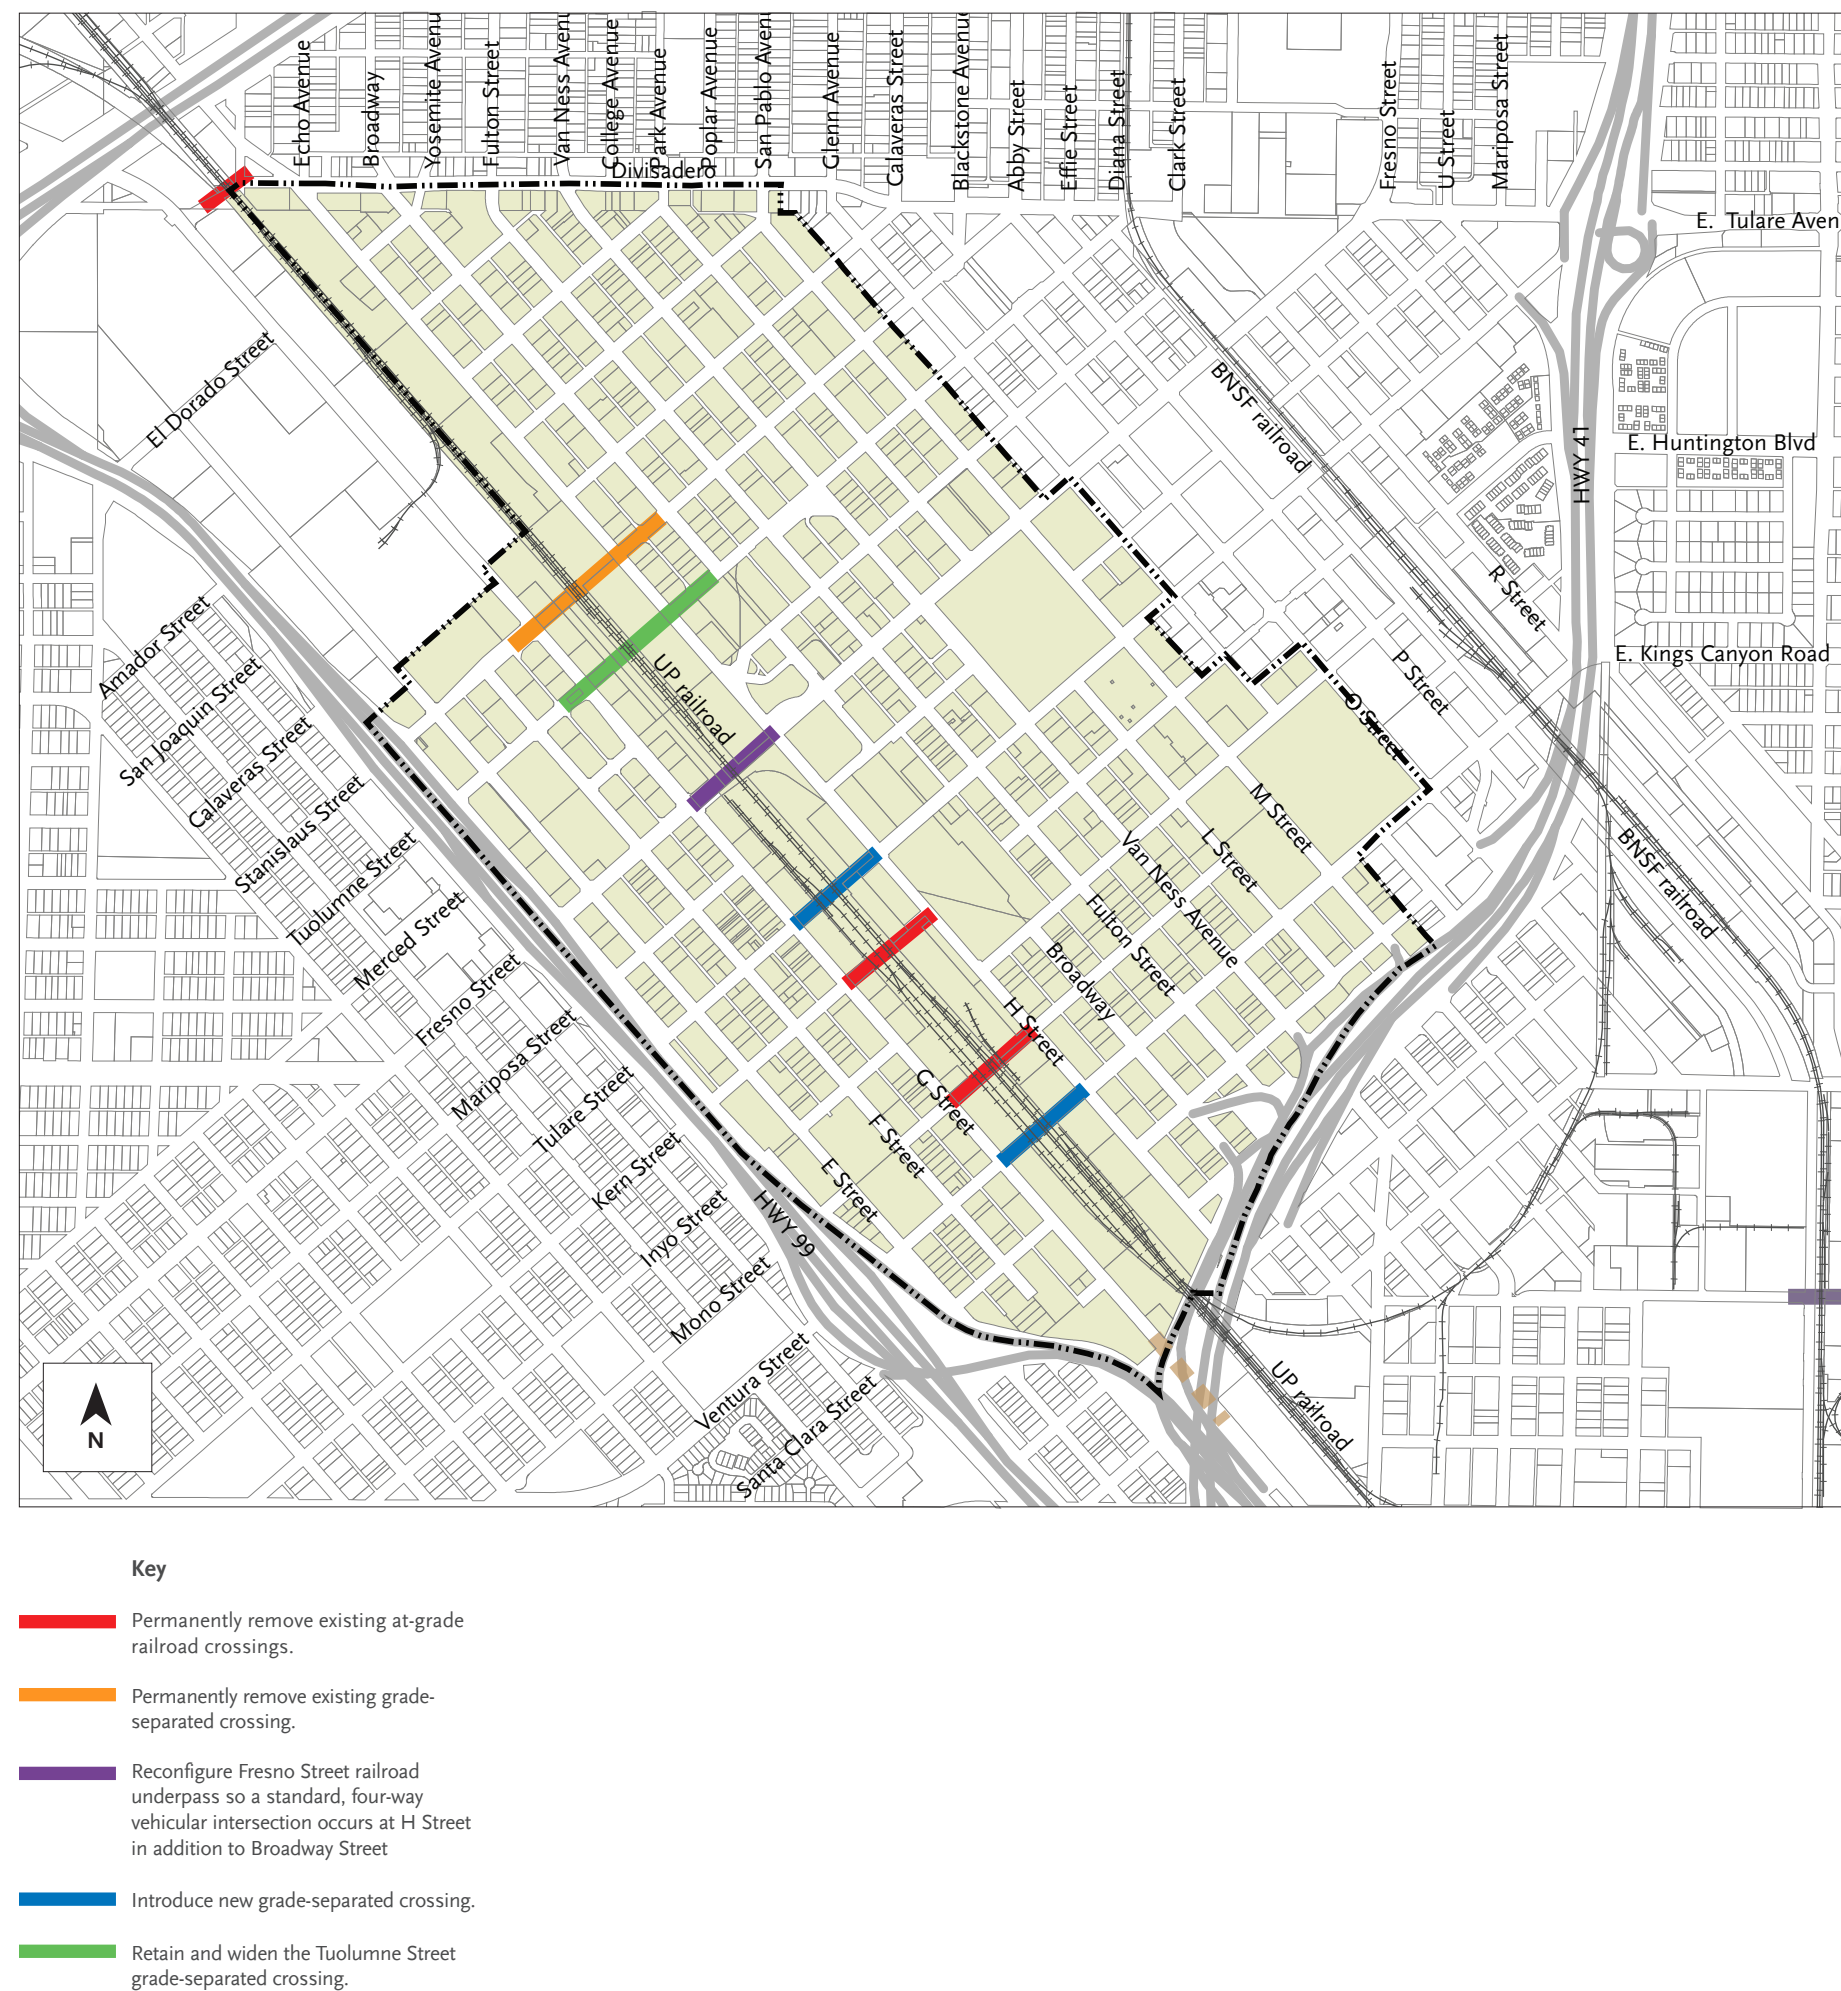 Echo Avenue
Broadway
Yosemite Avenu
Fulton Street
Van Ness Avenu
College Avenue
Park Avenue
Poplar Avenue
San Pablo Avenu
Glenn Avenue
Calaveras Street
Blackstone Avenue
Abby Street
Effie Street
Diana Street
Clark Street
Fresno Street
U Street
Mariposa Street
Divisadero
E. Tulare Aven
El Dorado Street
BNSF railroad
HWY 41
E. Huntington Blvd
R Street
E. Kings Canyon Road
Amador Street
San Joaquin Street
Calaveras Street
Stanislaus Street
Tuolumne Street
Merced Street
Fresno Street
Mariposa Street
Tulare Street
Kern Street
Inyo Street
Mono Street
Ventura Street
Santa Clara Street
UP railroad
P Street
O Street
M Street
L Street
Van Ness Avenue
Fulton Street
Broadway
H Street
G Street
F Street
E Street
HWY 99
BNSF railroad
UP railroad
N
Key
Permanently remove existing at-grade
railroad crossings.
Permanently remove existing grade-
separated crossing.
Reconfigure Fresno Street railroad
underpass so a standard, four-way
vehicular intersection occurs at H Street
in addition to Broadway Street
Introduce new grade-separated crossing.
Retain and widen the Tuolumne Street
grade-separated crossing.